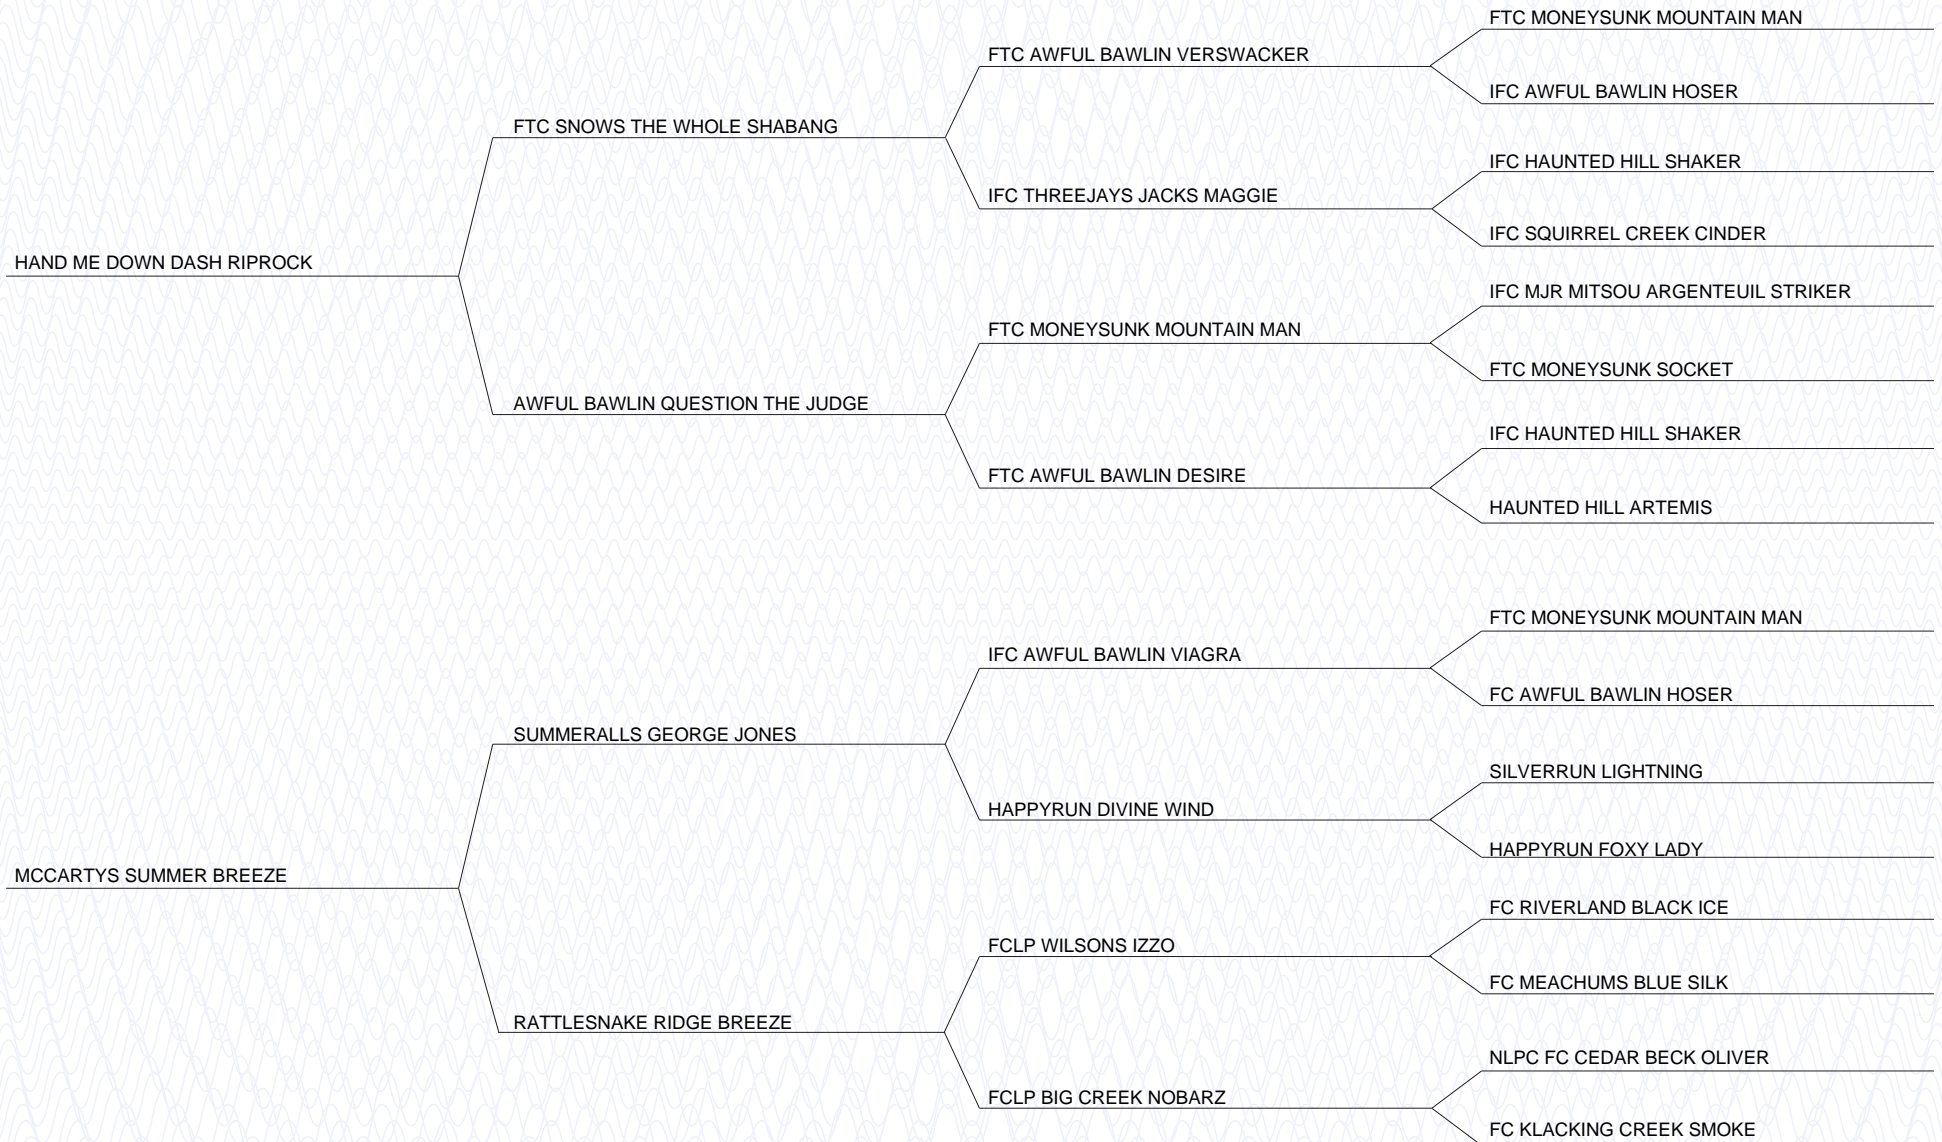 FTC MONEYSUNK MOUNTAIN MAN
FTC AWFUL BAWLIN VERSWACKER
IFC AWFUL BAWLIN HOSER
FTC SNOWS THE WHOLE SHABANG
IFC HAUNTED HILL SHAKER
IFC THREEJAYS JACKS MAGGIE
IFC SQUIRREL CREEK CINDER
HAND ME DOWN DASH RIPROCK
IFC MJR MITSOU ARGENTEUIL STRIKER
FTC MONEYSUNK MOUNTAIN MAN
FTC MONEYSUNK SOCKET
AWFUL BAWLIN QUESTION THE JUDGE
IFC HAUNTED HILL SHAKER
FTC AWFUL BAWLIN DESIRE
HAUNTED HILL ARTEMIS
FTC MONEYSUNK MOUNTAIN MAN
IFC AWFUL BAWLIN VIAGRA
FC AWFUL BAWLIN HOSER
SUMMERALLS GEORGE JONES
SILVERRUN LIGHTNING
HAPPYRUN DIVINE WIND
HAPPYRUN FOXY LADY
MCCARTYS SUMMER BREEZE
FC RIVERLAND BLACK ICE
FCLP WILSONS IZZO
FC MEACHUMS BLUE SILK
RATTLESNAKE RIDGE BREEZE
NLPC FC CEDAR BECK OLIVER
FCLP BIG CREEK NOBARZ
FC KLACKING CREEK SMOKE